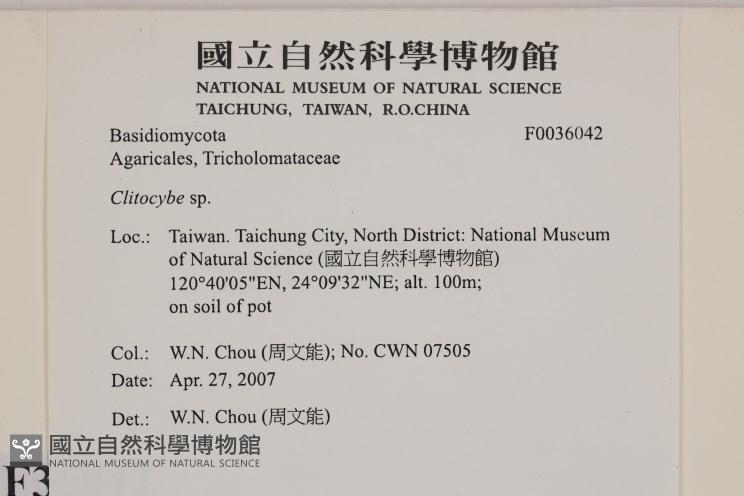 國立自然科學博物館
NATIONAL MUSEUM OF NATURAL SCIENCE
TAICHUNG, TAIWAN, R.O.CHINA
Basidiomycota F0036042
Agaricales, Tricholomataceae
Clitocybe sp.
Loc.: Taiwan. Taichung City, North District: National Museum
of Natural Science (國立自然科學博物館)
120°40'05"EN, 24°09'32"NE; alt. 100m;
on soil of pot
Col.: W.N. Chou (周文能); No. CWN 07505
Date: Apr. 27, 2007
Det.: W.N. Chou (周文能)
國立自然科學博物館
NATIONAL MUSEUM OF NATURAL SCIENCE